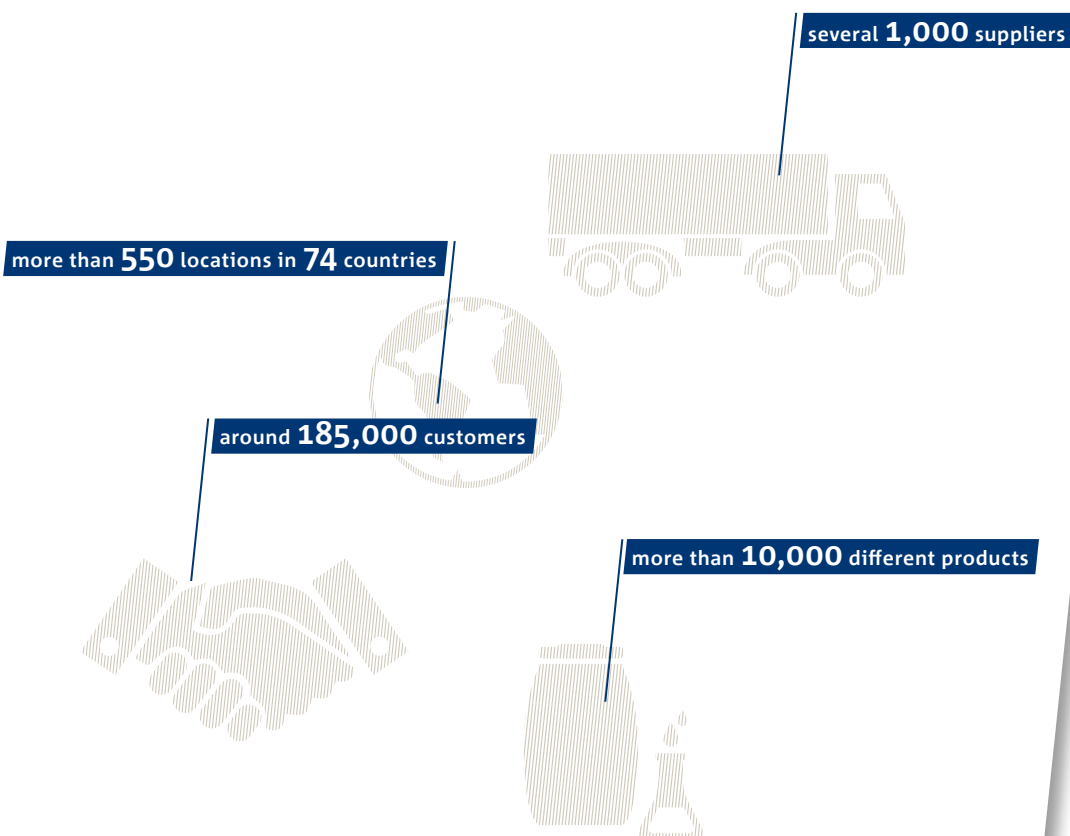 several 1,000 suppliers
more than 550 locations in 74 countries
around 185,000 customers
more than 10,000 different products